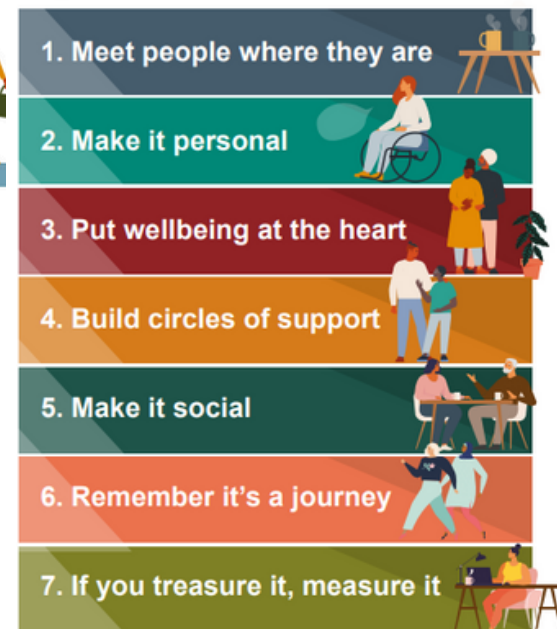 1. Meet people where they are
2. Make it personal
3. Put wellbeing at the heart
4. Build circles of support
5. Make it social
6. Remember it's a journey
7. If you treasure it, measure it